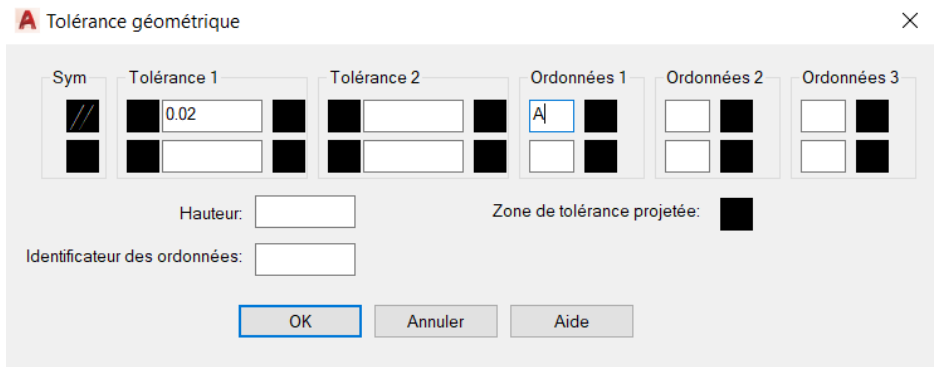 A Tolérance géométrique
Sym Tolérance 1 Tolérance 2 Ordonnées 1 Ordonnées 2 Ordonnées 3
// 0.02 A
Hauteur: Zone de tolérance projetée:
Identificateur des ordonnées:
OK Annuler Aide